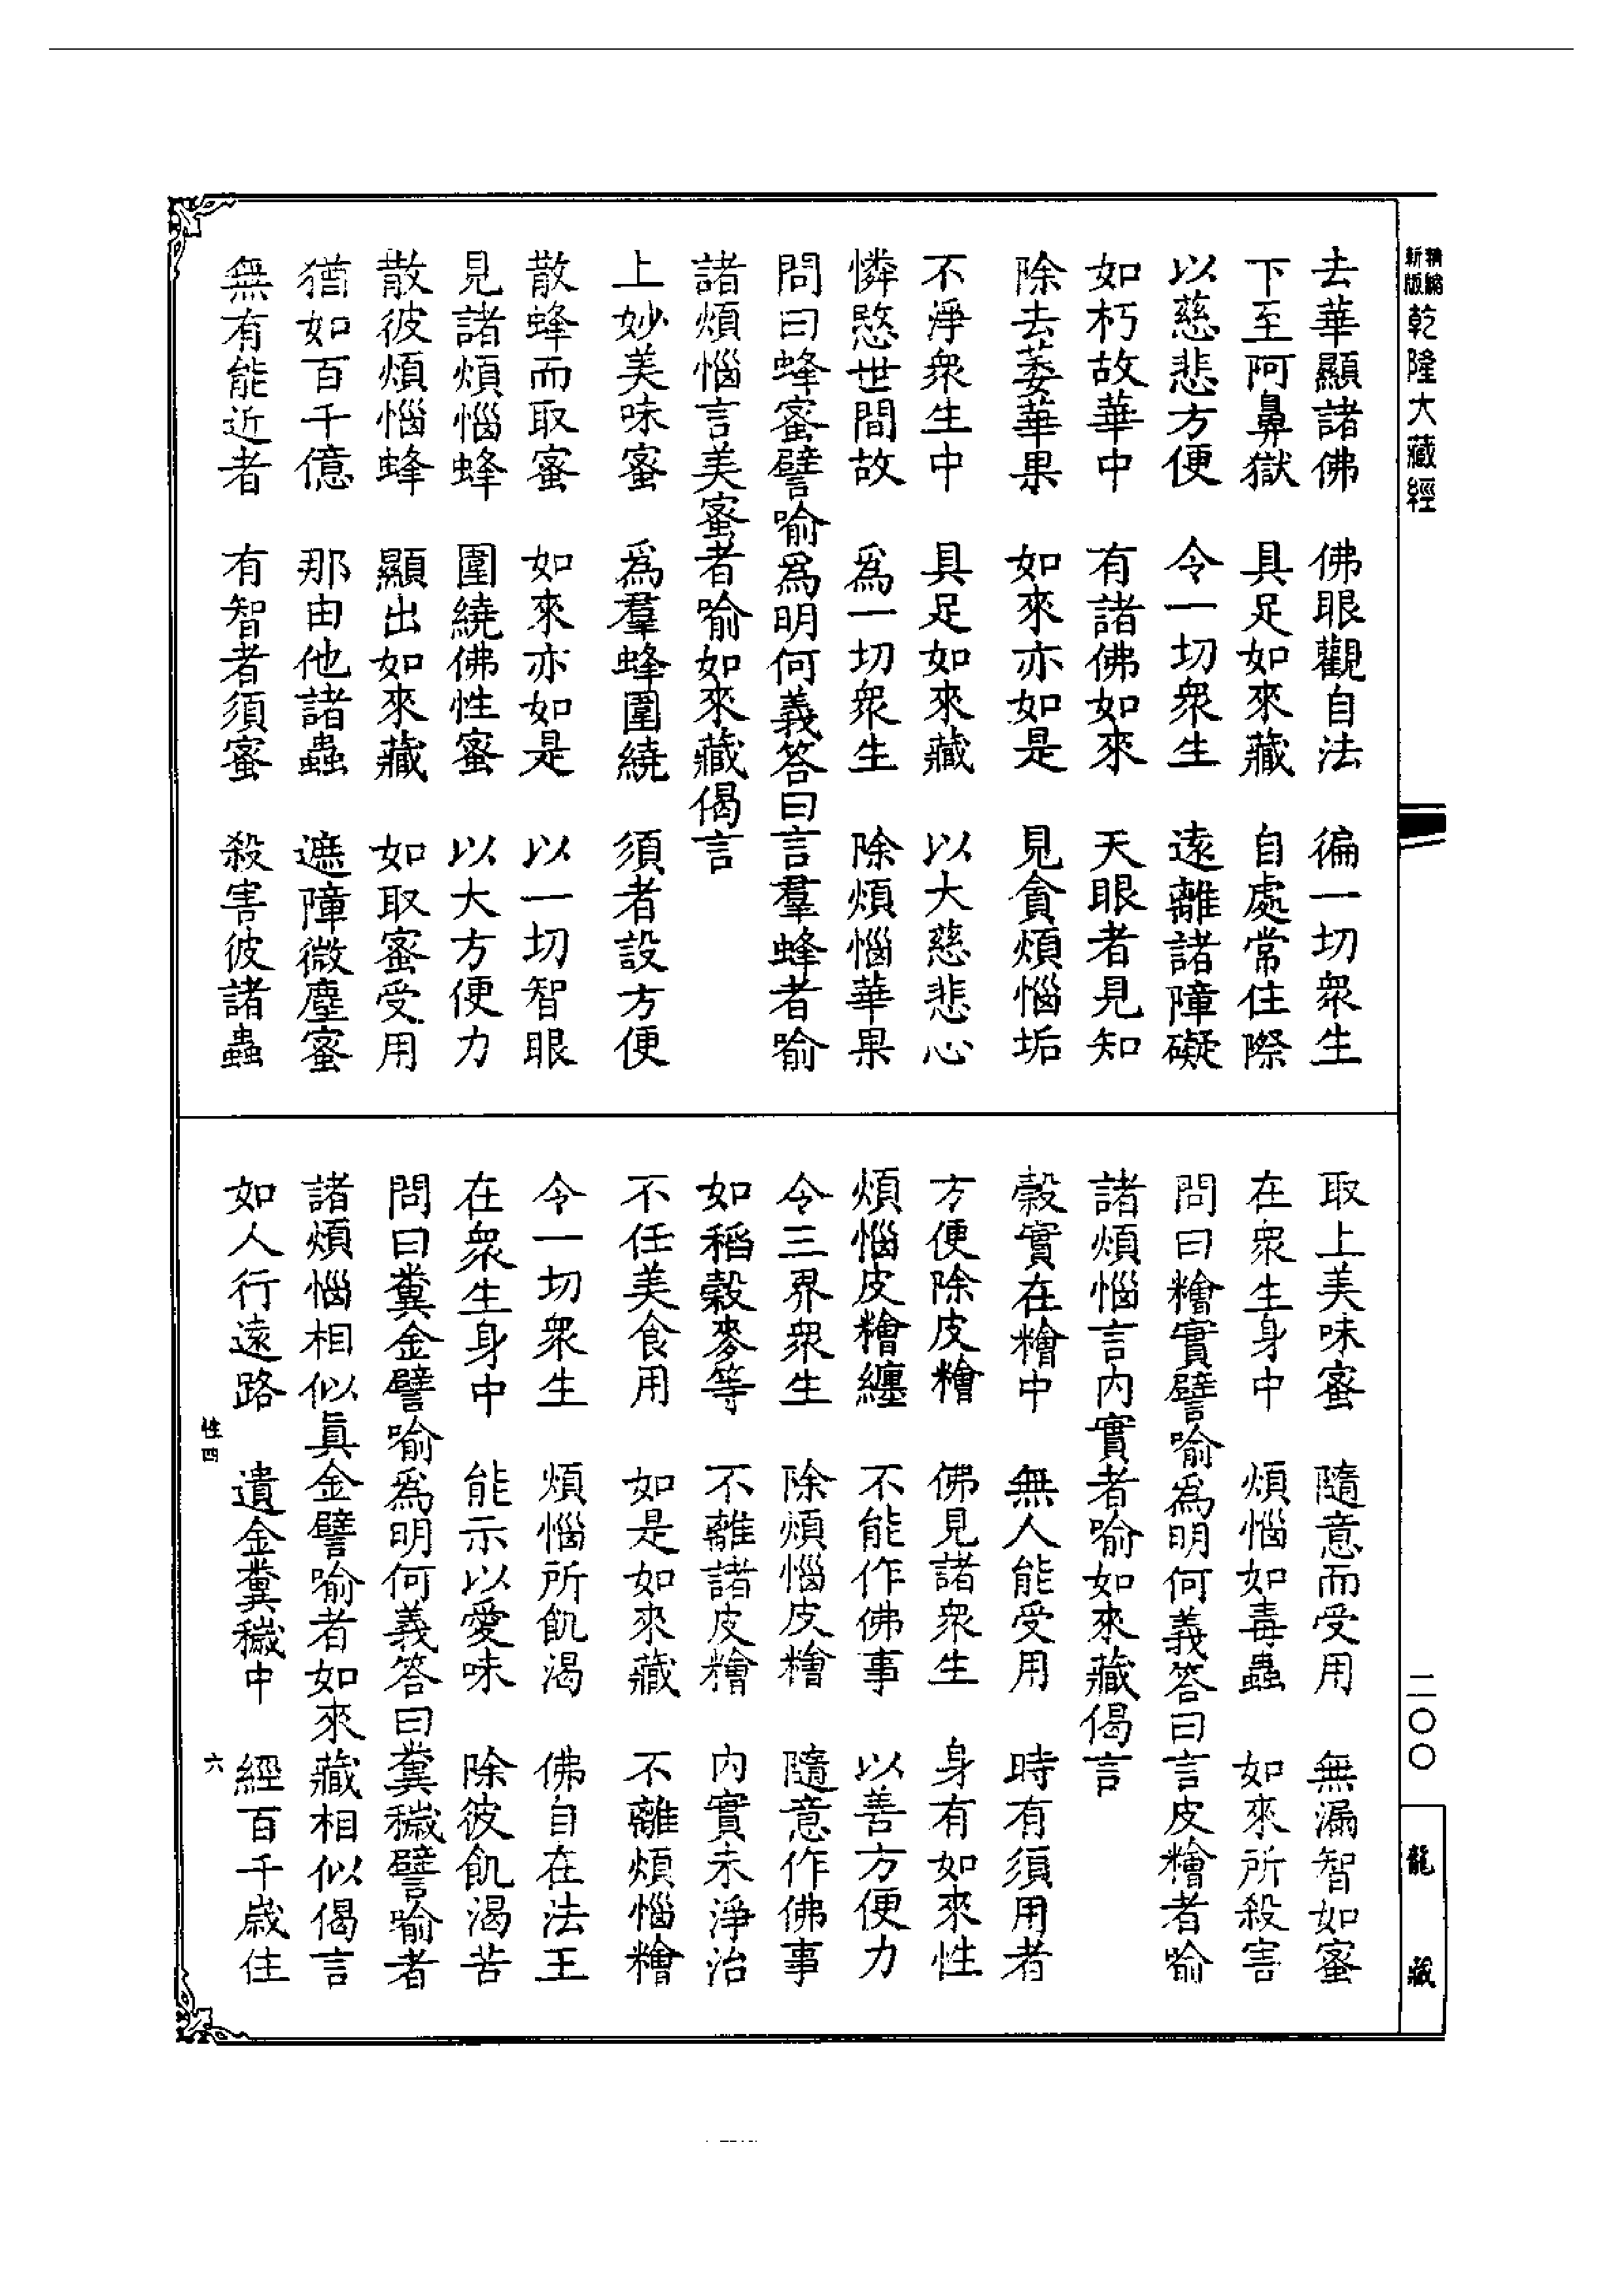 精縮新版乾隆大藏經
去華顯諸佛　佛眼觀自法　徧一切衆生
下至阿鼻獄　具足如來藏　自處常住際
以慈悲方便　令一切衆生　遠離諸障礙
如朽故華中　有諸佛如來　天眼者見知
除去萎華果　如來亦如是　見貪煩惱垢
不淨衆生中　具足如來藏　以大慈悲心
憐愍世間故　爲一切衆生　除煩惱華果
問曰蜂蜜譬喻爲明何義答曰言羣蜂者喻
諸煩惱言美蜜者喻如來藏偈言
上妙美味蜜　爲羣蜂圍繞　須者設方便
散蜂而取蜜　如來亦如是　以一切智眼
見諸煩惱蜂　圍繞佛性蜜　以大方便力
散彼煩惱蜂　顯出如來藏　如取蜜受用
猶如百千億　那由他諸蟲　遮障微塵蜜
無有能近者　有智者須蜜　殺害彼諸蟲
取上美味蜜　隨意而受用　無漏智如蜜
在衆生身中　煩惱如毒蟲　如來所殺害
問曰糩實譬喻爲明何義答曰言皮糩者喻
諸煩惱言内實者喻如來藏偈言
穀實在糩中　無人能受用　時有須用者
方便除皮糩　佛見諸衆生　身有如來性
煩惱皮糩纏　不能作佛事　以善方便力
令三界衆生　除煩惱皮糩　隨意作佛事
如稻穀麥等　不離諸皮糩　内實未淨治
不任美食用　如是如來藏　不離煩惱糩
令一切衆生　煩惱所飢渴　佛自在法王
在衆生身中　能示以愛味　除彼飢渴苦
問曰糞金譬喻爲明何義答曰糞穢譬喻者
諸煩惱相似眞金譬喻者如來藏相似偈言
如人行遠路　遺金糞穢中　經百千歲住
性四　六
二〇〇
龍藏